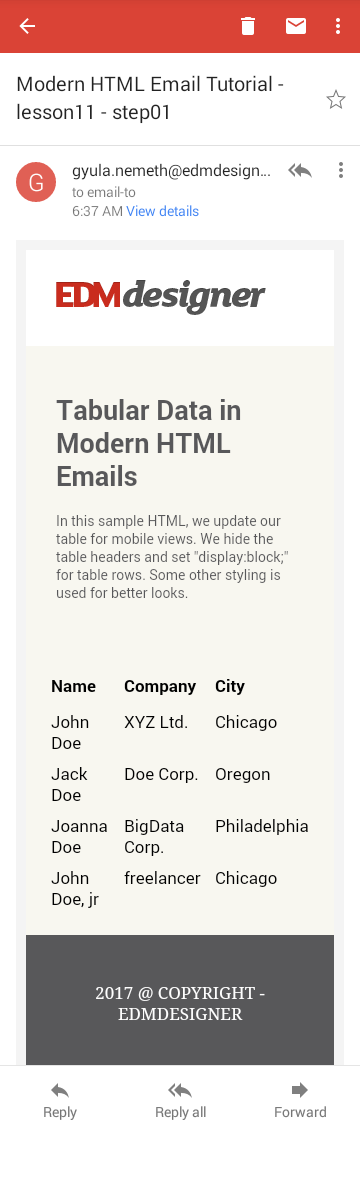 Modern HTML Email Tutorial -
lesson11 - step01
G
gyula.nemeth@edmdesign...
to email-to
6:37 AM View details
EDMdesigner
Tabular Data in
Modern HTML
Emails
In this sample HTML, we update our
table for mobile views. We hide the
table headers and set "display:block;"
for table rows. Some other styling is
used for better looks.
Name Company City
John Doe XYZ Ltd. Chicago
Jack Doe Doe Corp. Oregon
Joanna Doe BigData Corp. Philadelphia
John Doe, jr freelancer Chicago
2017 @ COPYRIGHT -
EDMDESIGNER
Reply Reply all Forward